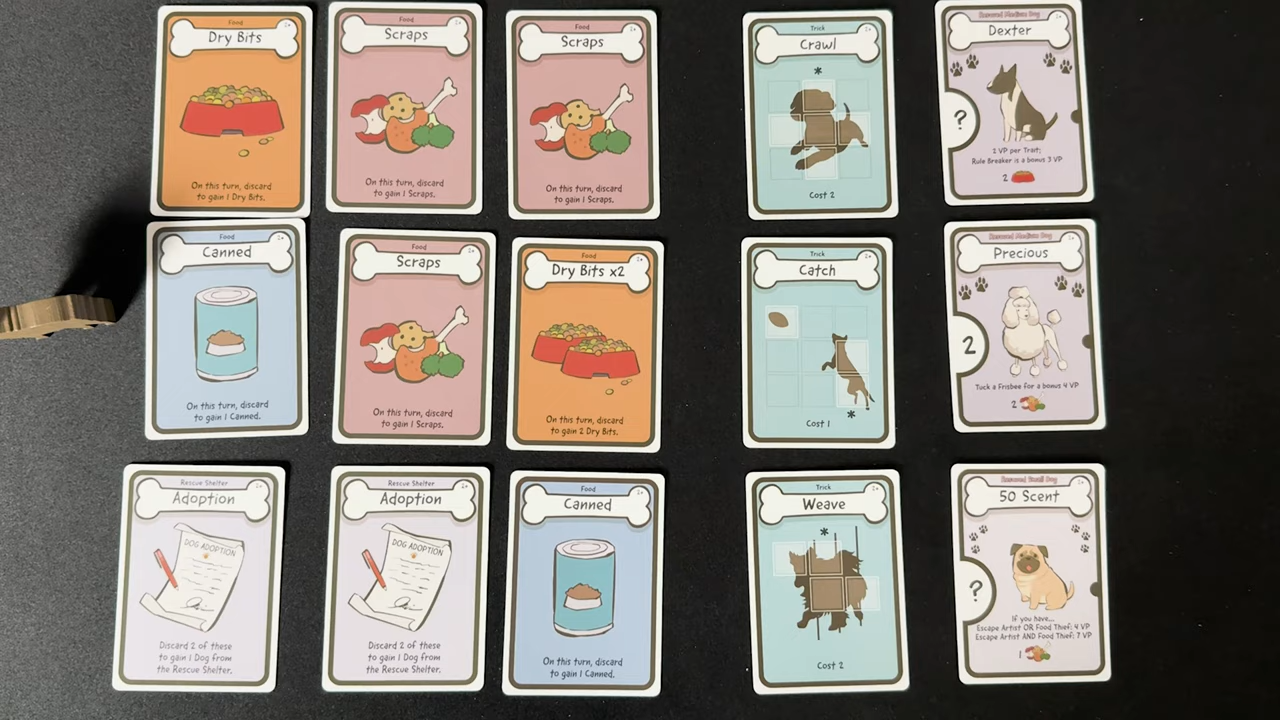 Food
Dry Bits
On this turn, discard
to gain 1 Dry Bits.
Food
Scraps
On this turn, discard
to gain 1 Scraps.
Food
Scraps
On this turn, discard
to gain 1 Scraps.
Trick
Crawl
*
Cost 2
Dexter
?
2 VP per Trait;
Rule Breaker is a bonus 3 VP
2
Food
Canned
On this turn, discard
to gain 1 Canned.
Food
Scraps
On this turn, discard
to gain 1 Scraps.
Food
Dry Bits x2
On this turn, discard
to gain 2 Dry Bits.
Trick
Catch
*
Cost 1
Precious
2
Tuck a Frisbee for a bonus 4 VP
2
Rescue Shelter
Adoption
DOG ADOPTION
Discard 2 of these
to gain 1 Dog from
the Rescue Shelter.
Rescue Shelter
Adoption
DOG ADOPTION
Discard 2 of these
to gain 1 Dog from
the Rescue Shelter.
Food
Canned
On this turn, discard
to gain 1 Canned.
Trick
Weave
*
Cost 2
50 Scent
?
If you have...
Escape Artist OR Food Thief: 4 VP
Escape Artist AND Food Thief: 7 VP
1